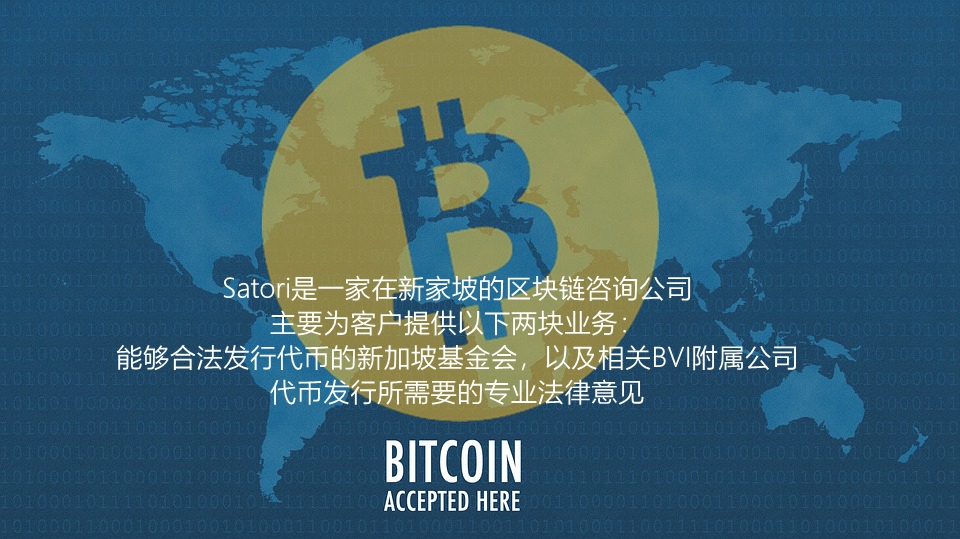 Satori是一家在新家坡的区块链咨询公司
主要为客户提供以下两块业务：
能够合法发行代币的新加坡基金会，以及相关BVI附属公司
代币发行所需要的专业法律意见
BITCOIN
ACCEPTED HERE